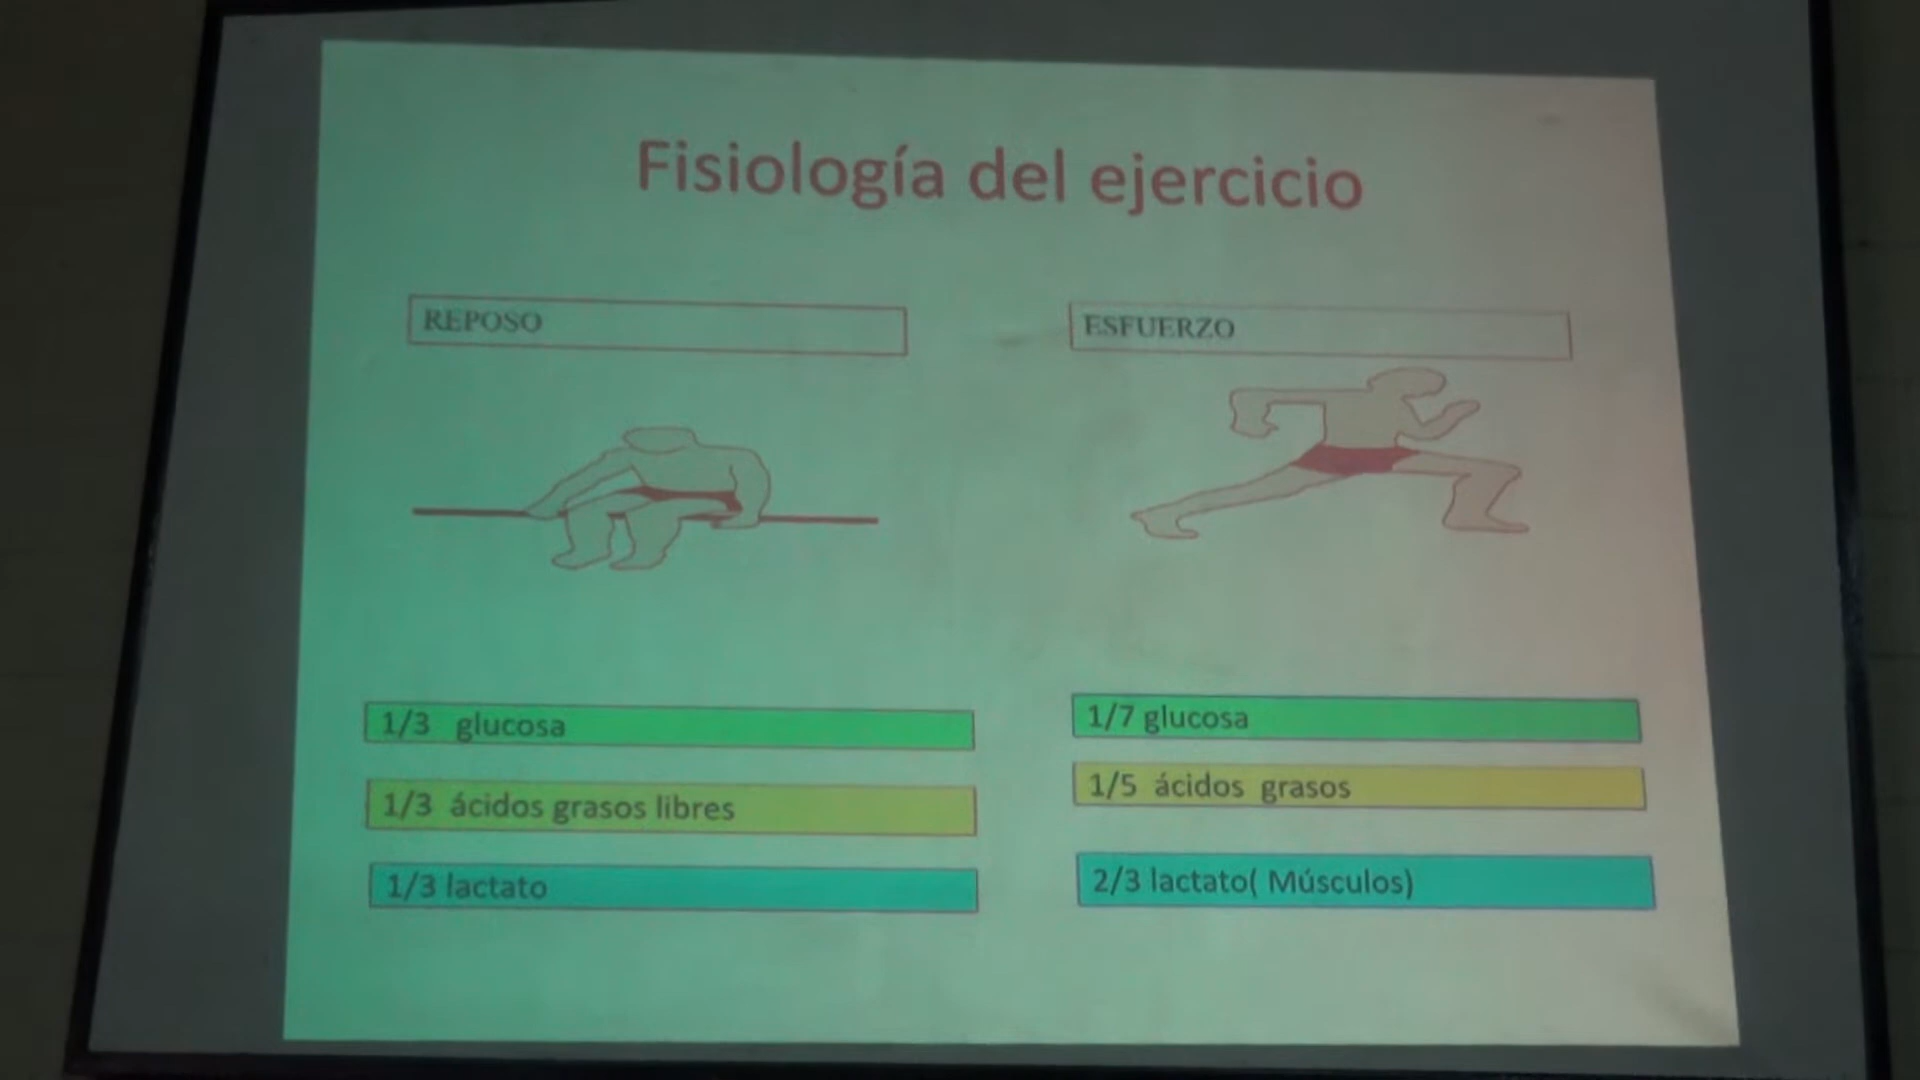 Fisiología del ejercicio
REPOSO
ESFUERZO
1/3 glucosa
1/3 ácidos grasos libres
1/3 lactato
1/7 glucosa
1/5 ácidos grasos
2/3 lactato( Músculos)